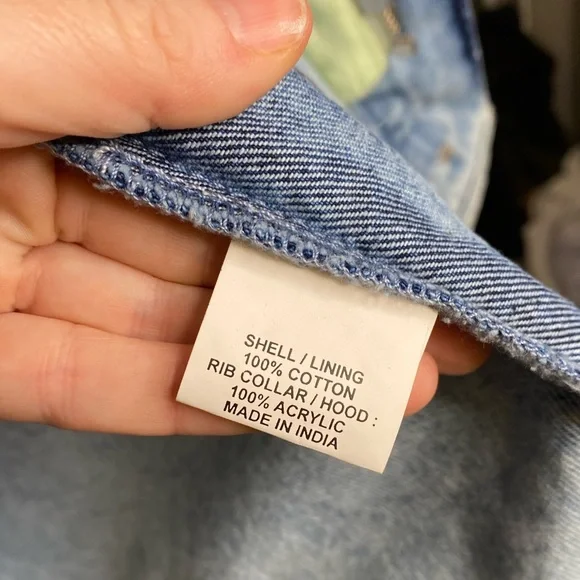 SHELL / LINING
100% COTTON
RIB COLLAR / HOOD :
100% ACRYLIC
MADE IN INDIA